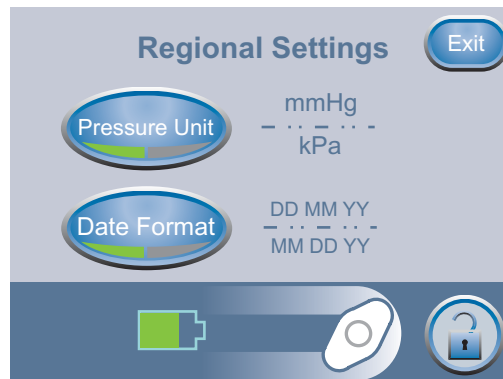 Regional Settings
Exit
Pressure Unit
mmHg
kPa
Date Format
DD MM YY
MM DD YY